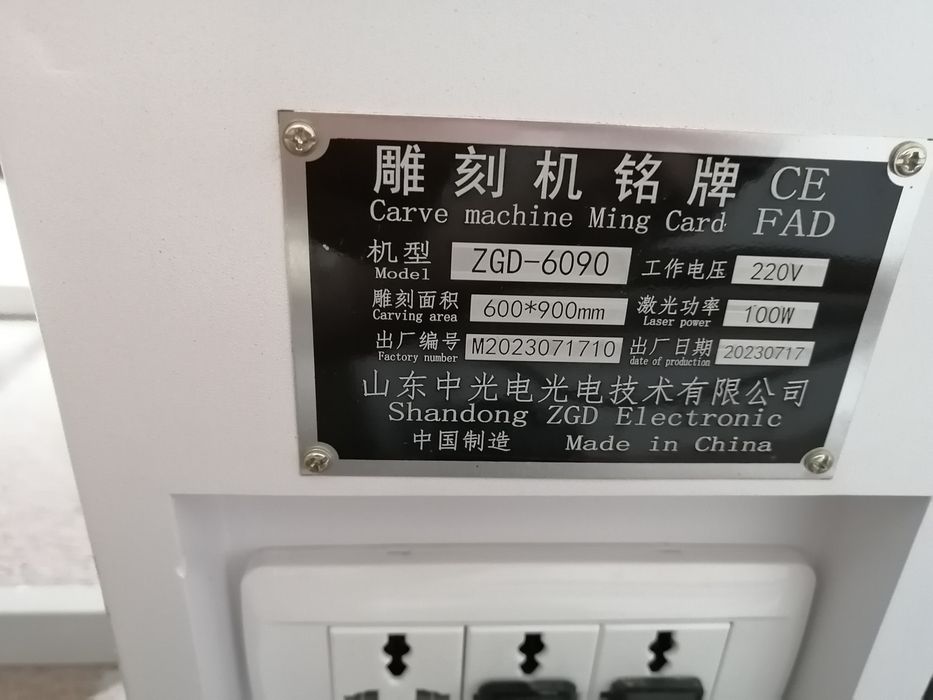 雕刻机铭牌 CE
Carve machine Ming Card FAD
机型 ZGD-6090 工作电压 220V
Model
雕刻面积 600*900mm 激光功率 100W
Carving area Laser power
出厂编号 M2023071710 出厂日期 20230717
Factory number date of production
山东中光电光电技术有限公司
Shandong ZGD Electronic
中国制造 Made in China